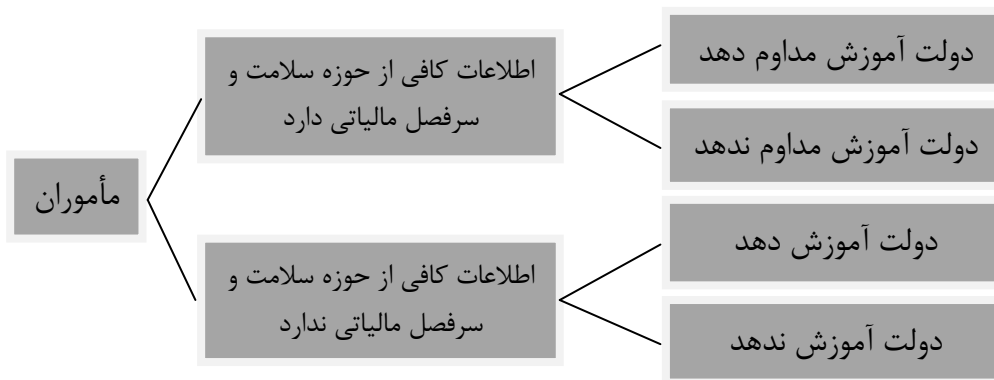 مأموران
اطلاعات کافی از حوزه سلامت و
سرفصل مالیاتی دارد
دولت آموزش مداوم دهد
دولت آموزش مداوم ندهد
اطلاعات کافی از حوزه سلامت و
سرفصل مالیاتی ندارد
دولت آموزش دهد
دولت آموزش ندهد